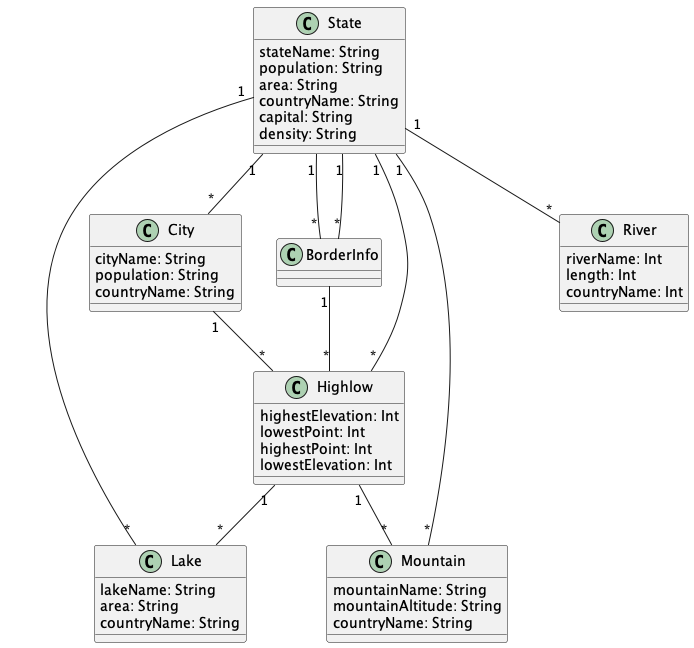 C State
stateName: String
population: String
area: String
countryName: String
capital: String
density: String
1
1
1
1
1
1
1
*
*
*
*
C City
cityName: String
population: String
countryName: String
C BorderInfo
C River
riverName: Int
length: Int
countryName: Int
1
1
*
*
*
C Highlow
highestElevation: Int
lowestPoint: Int
highestPoint: Int
lowestElevation: Int
1
1
*
*
*
*
C Lake
lakeName: String
area: String
countryName: String
C Mountain
mountainName: String
mountainAltitude: String
countryName: String